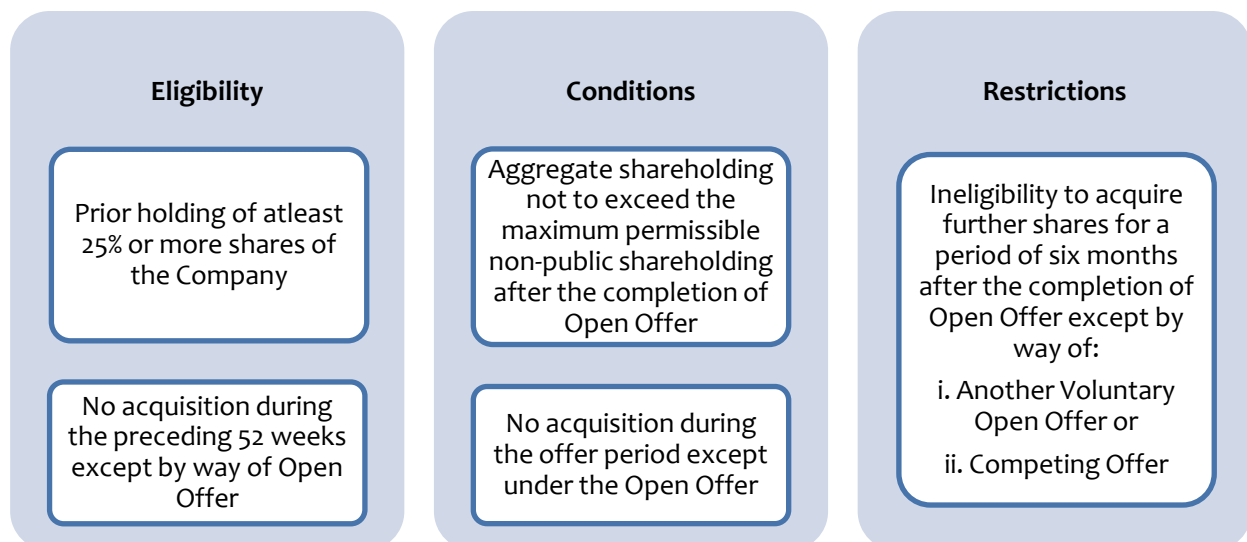 Eligibility
Prior holding of atleast
25% or more shares of
the Company
No acquisition during
the preceding 52 weeks
except by way of Open
Offer
Conditions
Aggregate shareholding
not to exceed the
maximum permissible
non-public shareholding
after the completion of
Open Offer
No acquisition during
the offer period except
under the Open Offer
Restrictions
Ineligibility to acquire
further shares for a
period of six months
after the completion of
Open Offer except by
way of:
i. Another Voluntary
Open Offer or
ii. Competing Offer